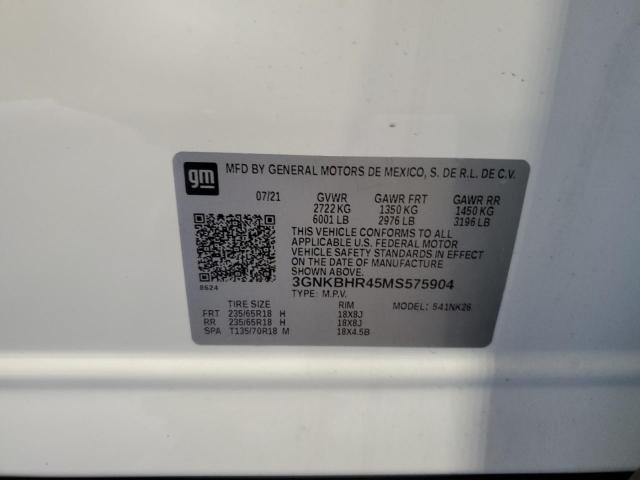 gm
MFD BY GENERAL MOTORS DE MEXICO, S. DE R.L. DE C.V.
07/21 GVWR GAWR FRT GAWR RR
2722 KG 1350 KG 1450 KG
6001 LB 2976 LB 3196 LB
THIS VEHICLE CONFORMS TO ALL
APPLICABLE U.S. FEDERAL MOTOR
VEHICLE SAFETY STANDARDS IN EFFECT
ON THE DATE OF MANUFACTURE
SHOWN ABOVE.
8624
3GNKBHR45MS575904
TYPE: M.P.V.
MODEL: 541NK26
TIRE SIZE RIM
FRT 235/65R18 H 18X8J
RR 235/65R18 H 18X8J
SPA T135/70R18 M 18X4.5B